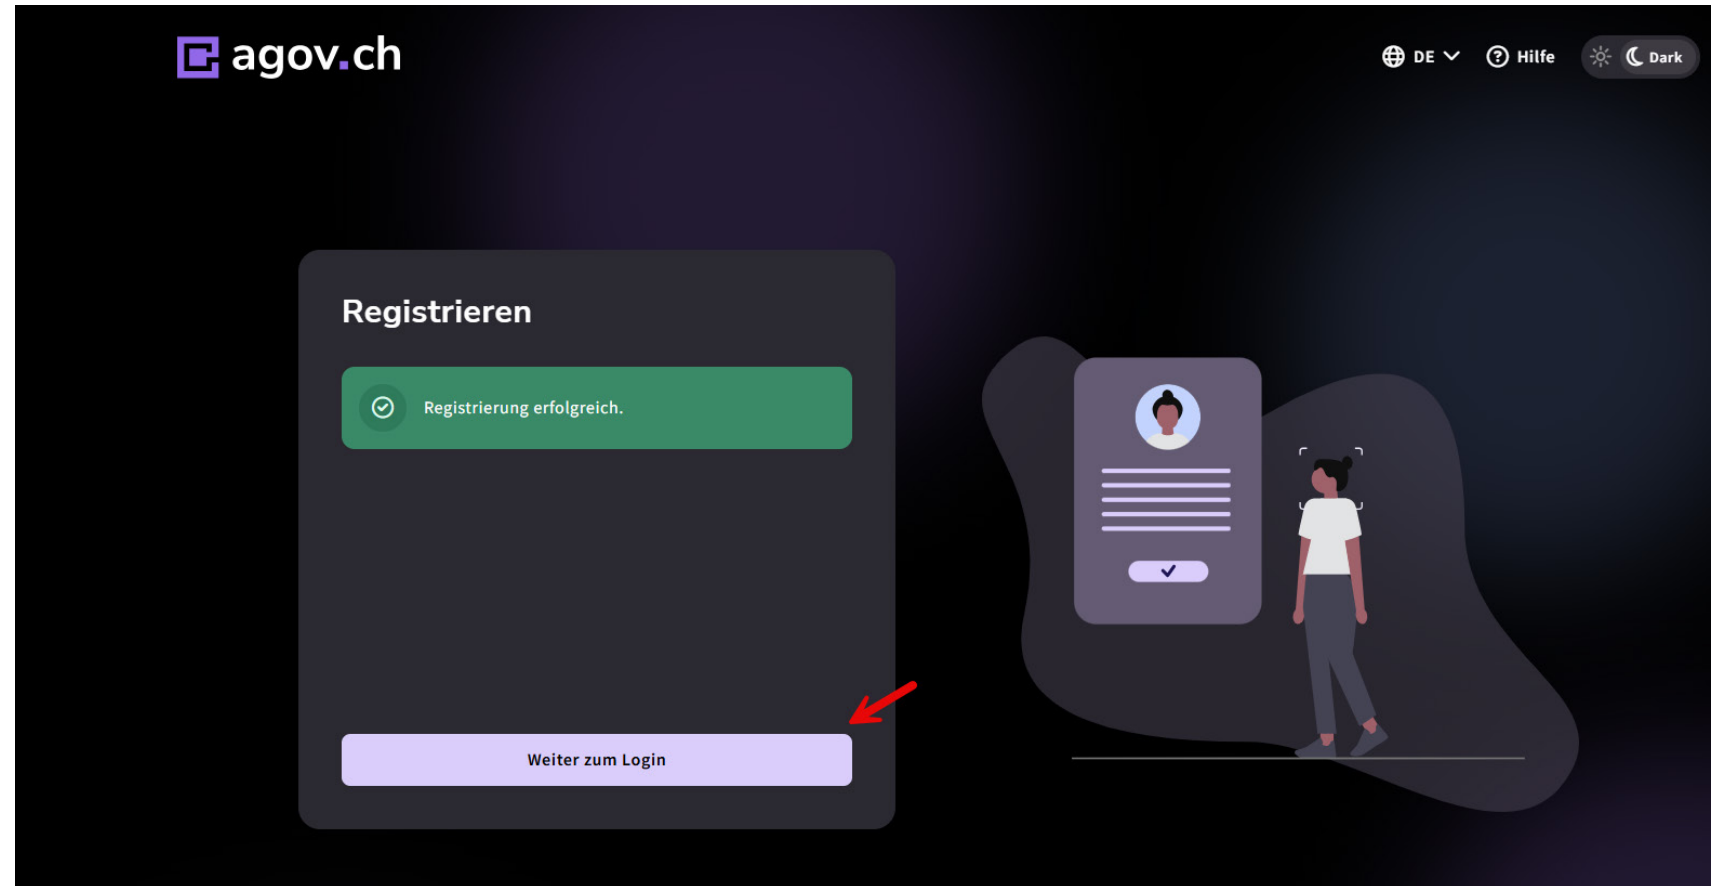 agov.ch
DE
Hilfe
Dark
Registrieren
Registrierung erfolgreich.
Weiter zum Login